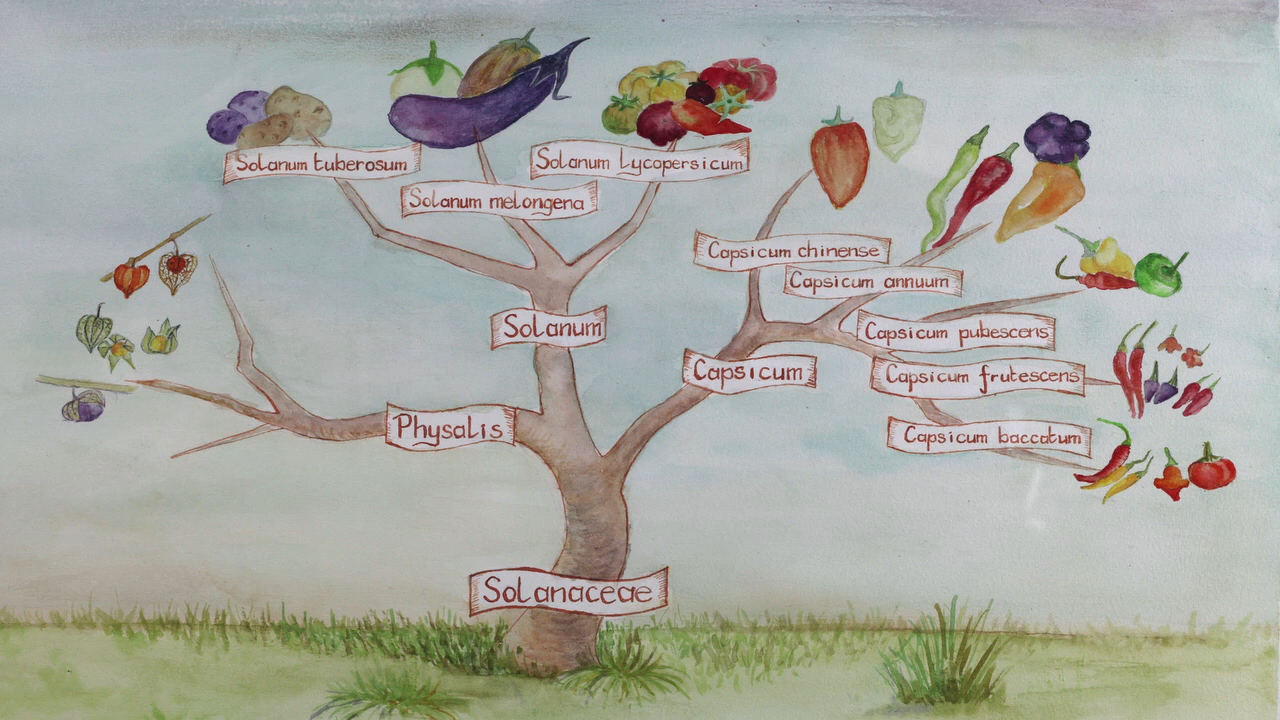 Solanum tuberosum
Solanum Lycopersicum
Solanum melongena
Capsicum chinense
Capsicum annuum
Solanum
Capsicum pubescens
Capsicum
Capsicum frutescens
Physalis
Capsicum baccatum
Solanaceae